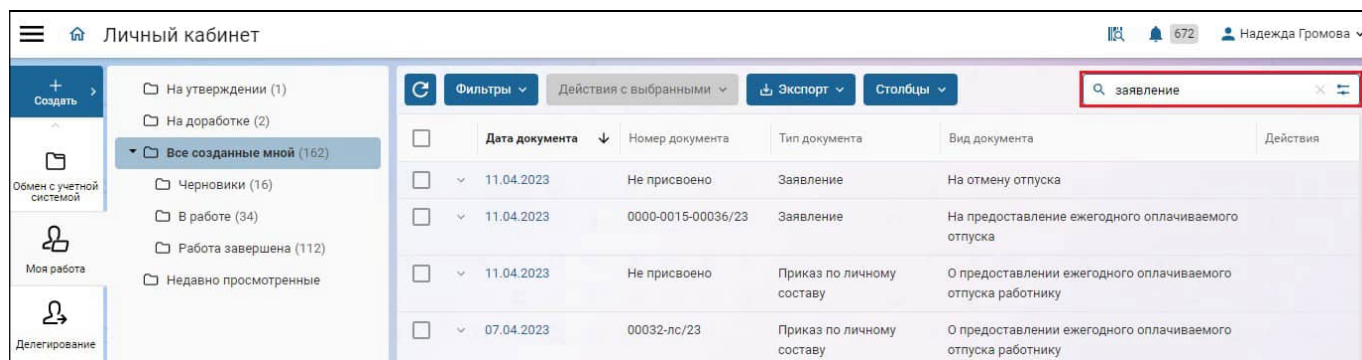 Личный кабинет
672
Надежда Громова
Создать
Обмен с учетной
системой
Моя работа
Делегирование
На утверждении (1)
На доработке (2)
Все созданные мной (162)
Черновики (16)
В работе (34)
Работа завершена (112)
Недавно просмотренные
Фильтры
Действия с выбранными
Экспорт
Столбцы
заявление
Дата документа
Номер документа
Тип документа
Вид документа
Действия
11.04.2023
Не присвоено
Заявление
На отмену отпуска
11.04.2023
0000-0015-00036/23
Заявление
На предоставление ежегодного оплачиваемого
отпуска
11.04.2023
Не присвоено
Приказ по личному
составу
О предоставлении ежегодного оплачиваемого
отпуска работнику
07.04.2023
00032-лс/23
Приказ по личному
составу
О предоставлении ежегодного оплачиваемого
отпуска работнику